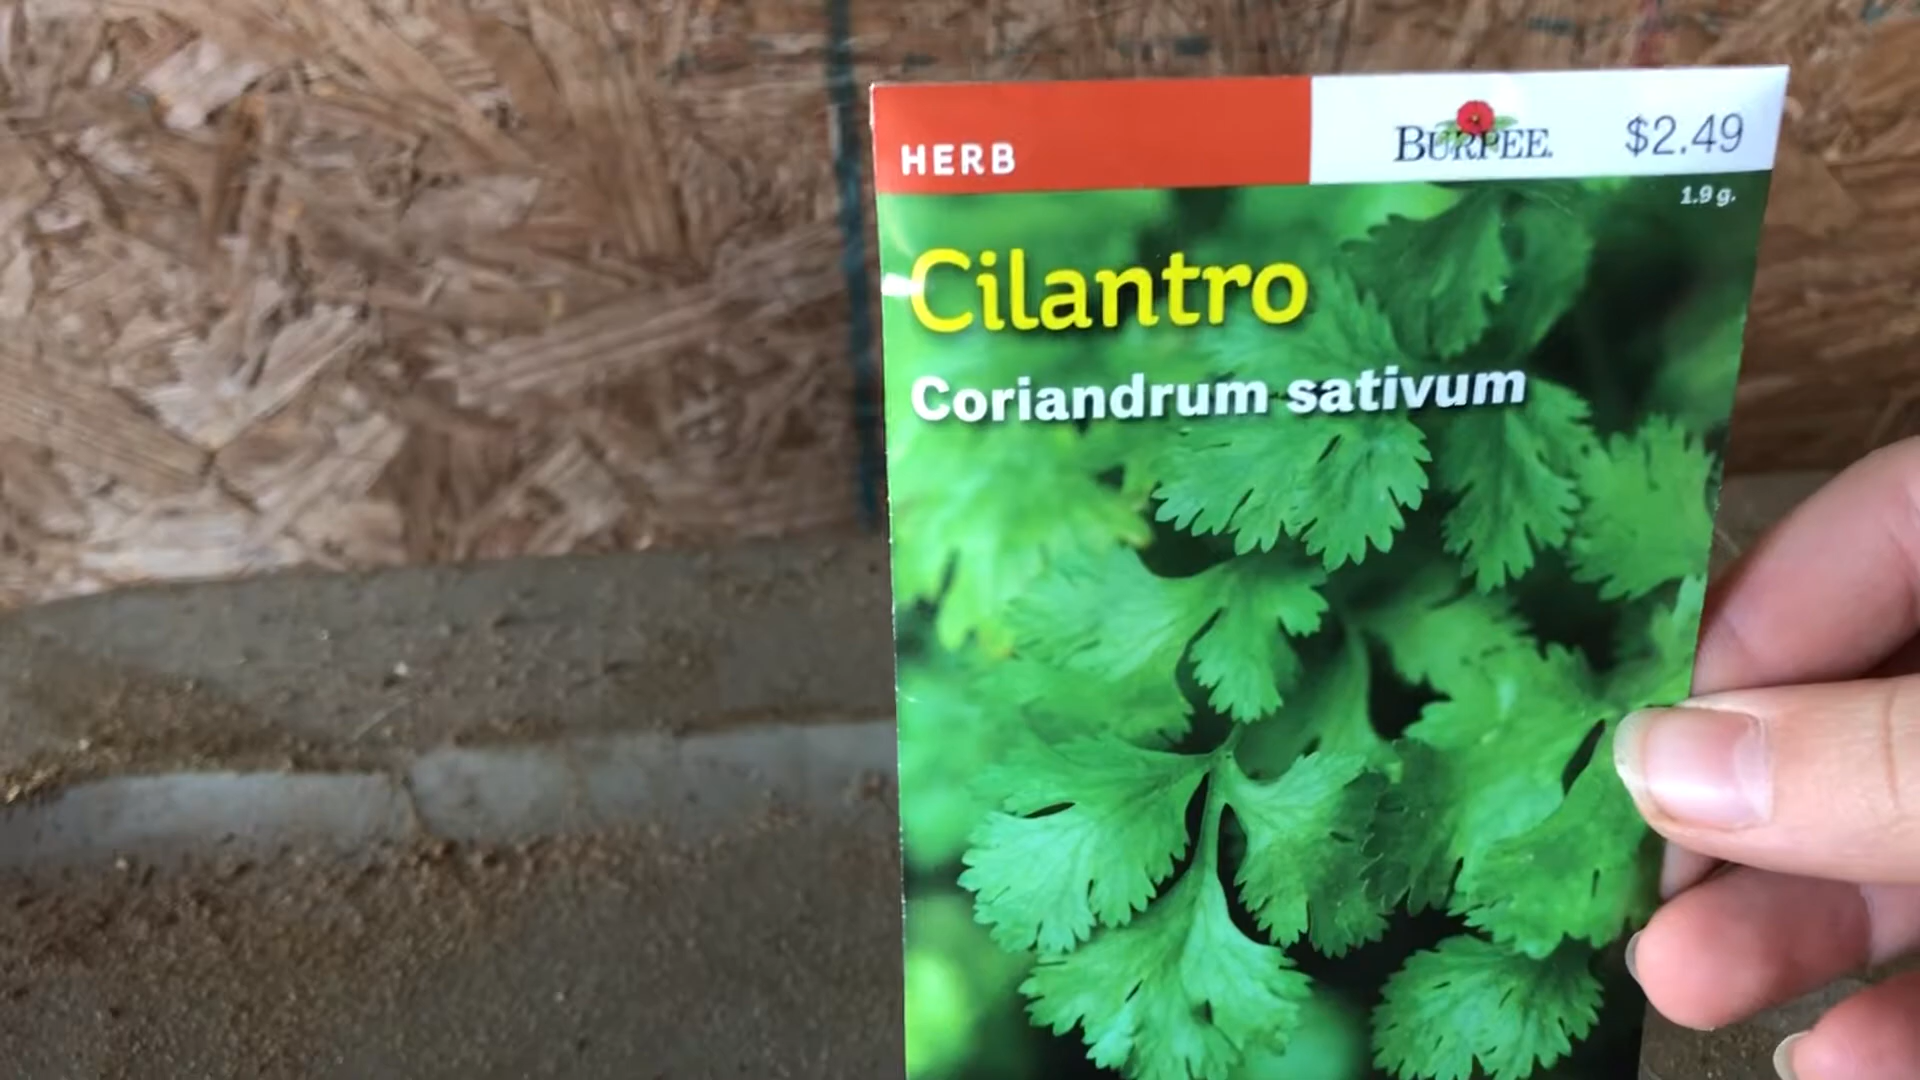 HERB
BURPEE. $2.49
1.9 g.
Cilantro
Coriandrum sativum